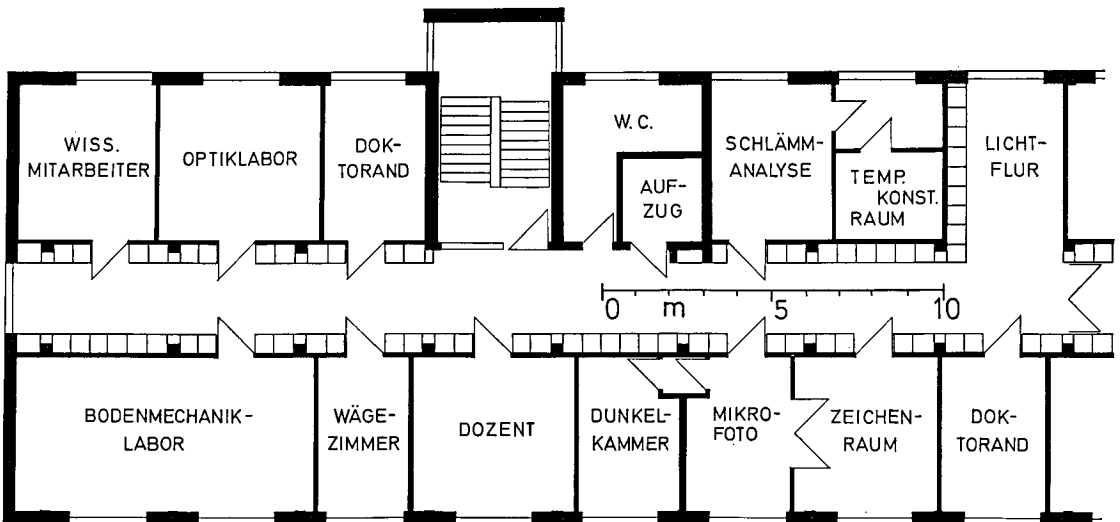 WISS.
MITARBEITER
OPTIKLABOR
DOK-
TORAND
W.C.
AUF-
ZUG
SCHLÄMM-
ANALYSE
TEMP.
KONST.
RAUM
LICHT-
FLUR
0 m 5 10
BODENMECHANIK-
LABOR
WÄGE-
ZIMMER
DOZENT
DUNKEL-
KAMMER
MIKRO-
FOTO
ZEICHEN-
RAUM
DOK-
TORAND